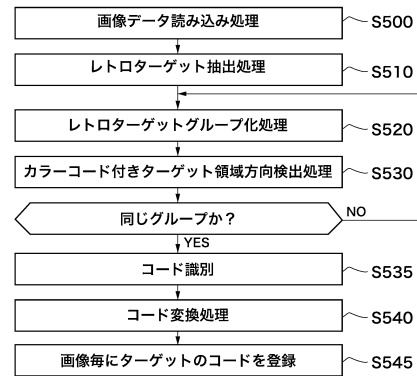 画像データ読み込み処理 S500
レトロターゲット抽出処理 S510
レトロターゲットグループ化処理 S520
カラーコード付きターゲット領域方向検出処理 S530
同じグループか？ NO
YES
コード識別 S535
コード変換処理 S540
画像毎にターゲットのコードを登録 S545